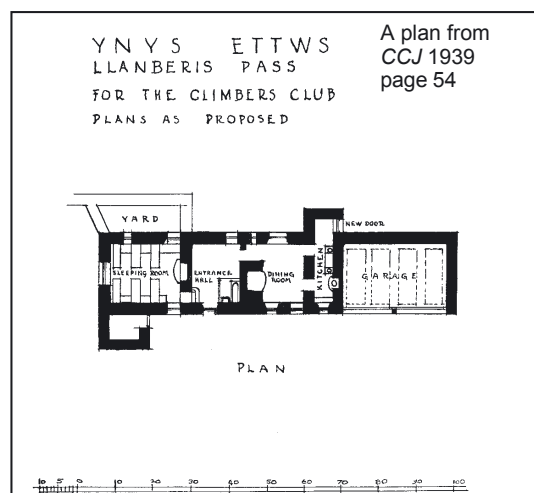 YNYS ETTWS
LLANBERIS PASS
FOR THE CLIMBERS CLUB
PLANS AS PROPOSED
A plan from
CCJ 1939
page 54
YARD
NEW DOOR
SLEEPING ROOM
ENTRANCE
HALL
DINING
ROOM
KITCHEN
GARAGE
PLAN
10 5 0 10 20 30 40 50 60 70 80 90 100